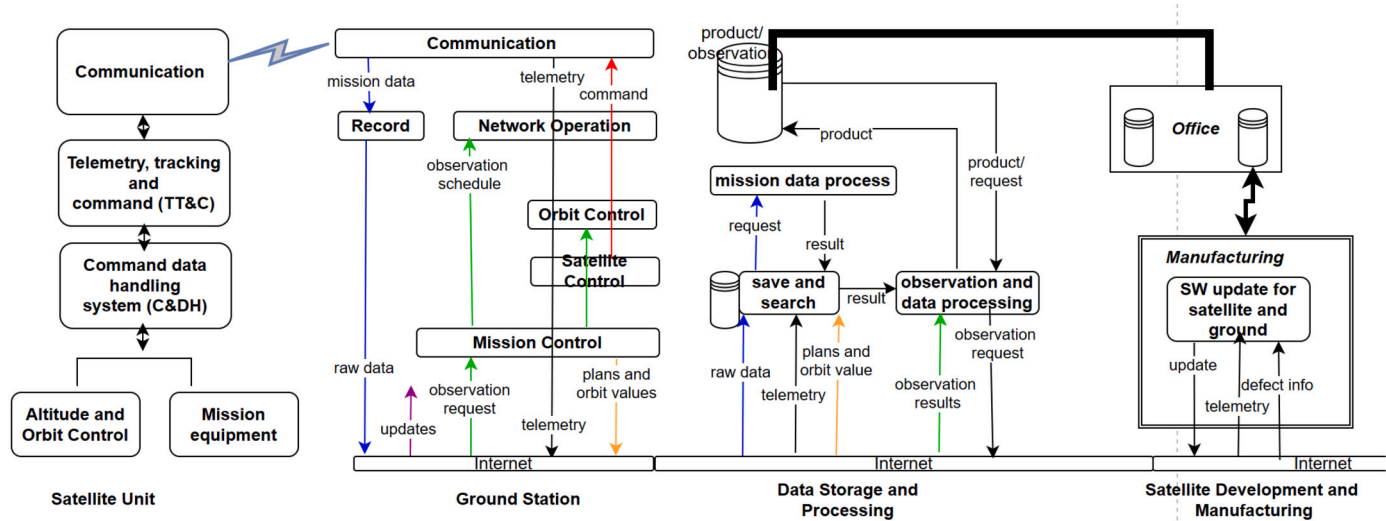 Communication
Telemetry, tracking
and
command (TT&C)
Command data
handling
system (C&DH)
Altitude and
Orbit Control
Mission
equipment
Satellite Unit
Communication
mission data
telemetry
command
Record
Network Operation
observation
schedule
Orbit Control
Satellite
Control
Mission Control
raw data
updates
observation
request
telemetry
plans and
orbit values
Internet
Ground Station
product/
observation
product
product/
request
mission data process
request
result
save and
search
result
observation and
data processing
raw data
telemetry
plans and
orbit value
observation
results
observation
request
Internet
Data Storage and
Processing
Office
Manufacturing
SW update for
satellite and
ground
update
telemetry
defect info
Internet
Satellite Development and
Manufacturing